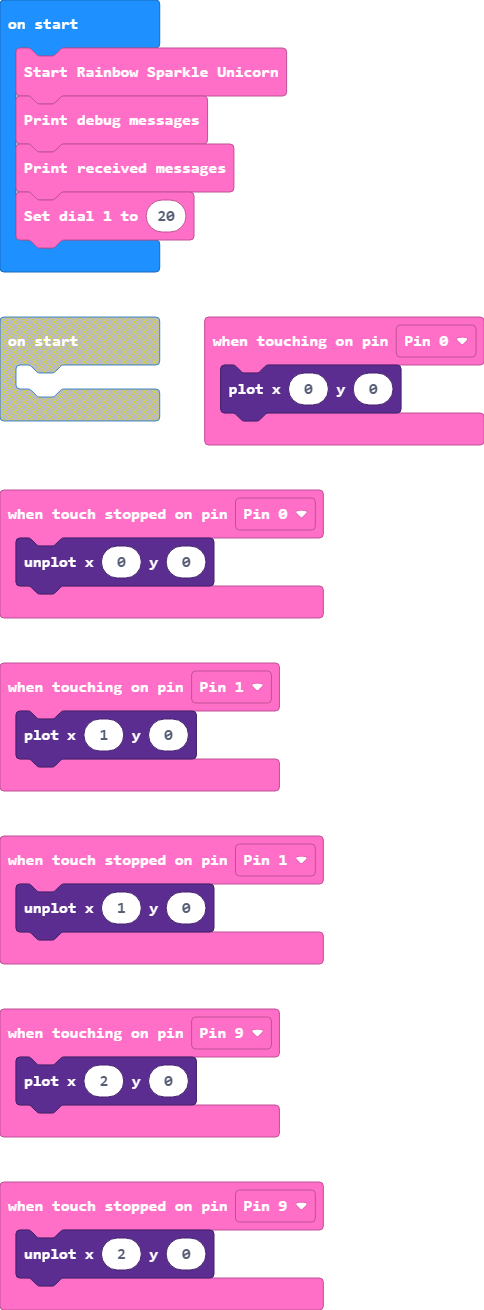 on start
Start Rainbow Sparkle Unicorn
Print debug messages
Print received messages
Set dial 1 to 20
on start
when touching on pin Pin 0
plot x 0 y 0
when touch stopped on pin Pin 0
unplot x 0 y 0
when touching on pin Pin 1
plot x 1 y 0
when touch stopped on pin Pin 1
unplot x 1 y 0
when touching on pin Pin 9
plot x 2 y 0
when touch stopped on pin Pin 9
unplot x 2 y 0